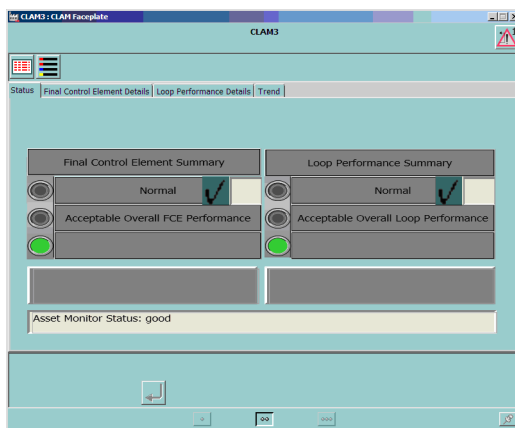 CLAM3 : CLAM Faceplate
CLAM3
Status Final Control Element Details Loop Performance Details Trend
Final Control Element Summary
Normal
Acceptable Overall FCE Performance
Loop Performance Summary
Normal
Acceptable Overall Loop Performance
Asset Monitor Status: good